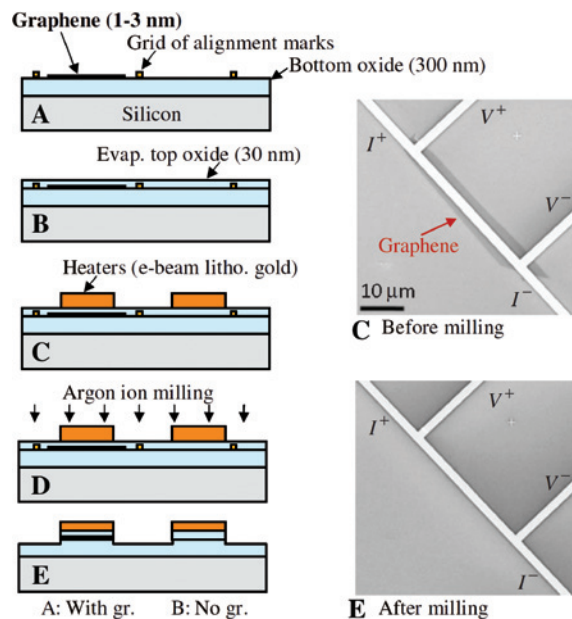 Graphene (1-3 nm)
Grid of alignment marks
Bottom oxide (300 nm)
A
Silicon
Evap. top oxide (30 nm)
B
Heaters (e-beam litho. gold)
C
Argon ion milling
D
E
A: With gr. B: No gr.
I+
V+
V−
Graphene
10 µm
I−
C Before milling
I+
V+
V−
I−
E After milling